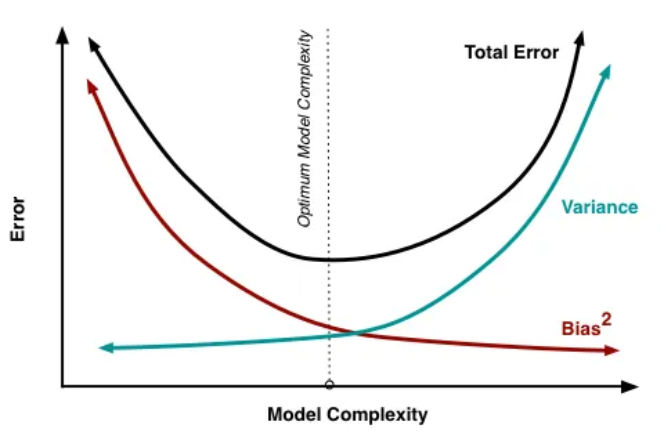 Total Error
Optimum Model Complexity
Variance
Error
Bias²
Model Complexity